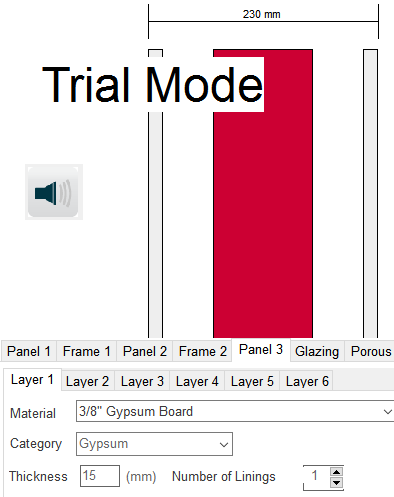 230 mm
Trial Mode
Panel 1 Frame 1 Panel 2 Frame 2 Panel 3 Glazing Porous
Layer 1 Layer 2 Layer 3 Layer 4 Layer 5 Layer 6
Material 3/8" Gypsum Board
Category Gypsum
Thickness 15 (mm) Number of Linings 1